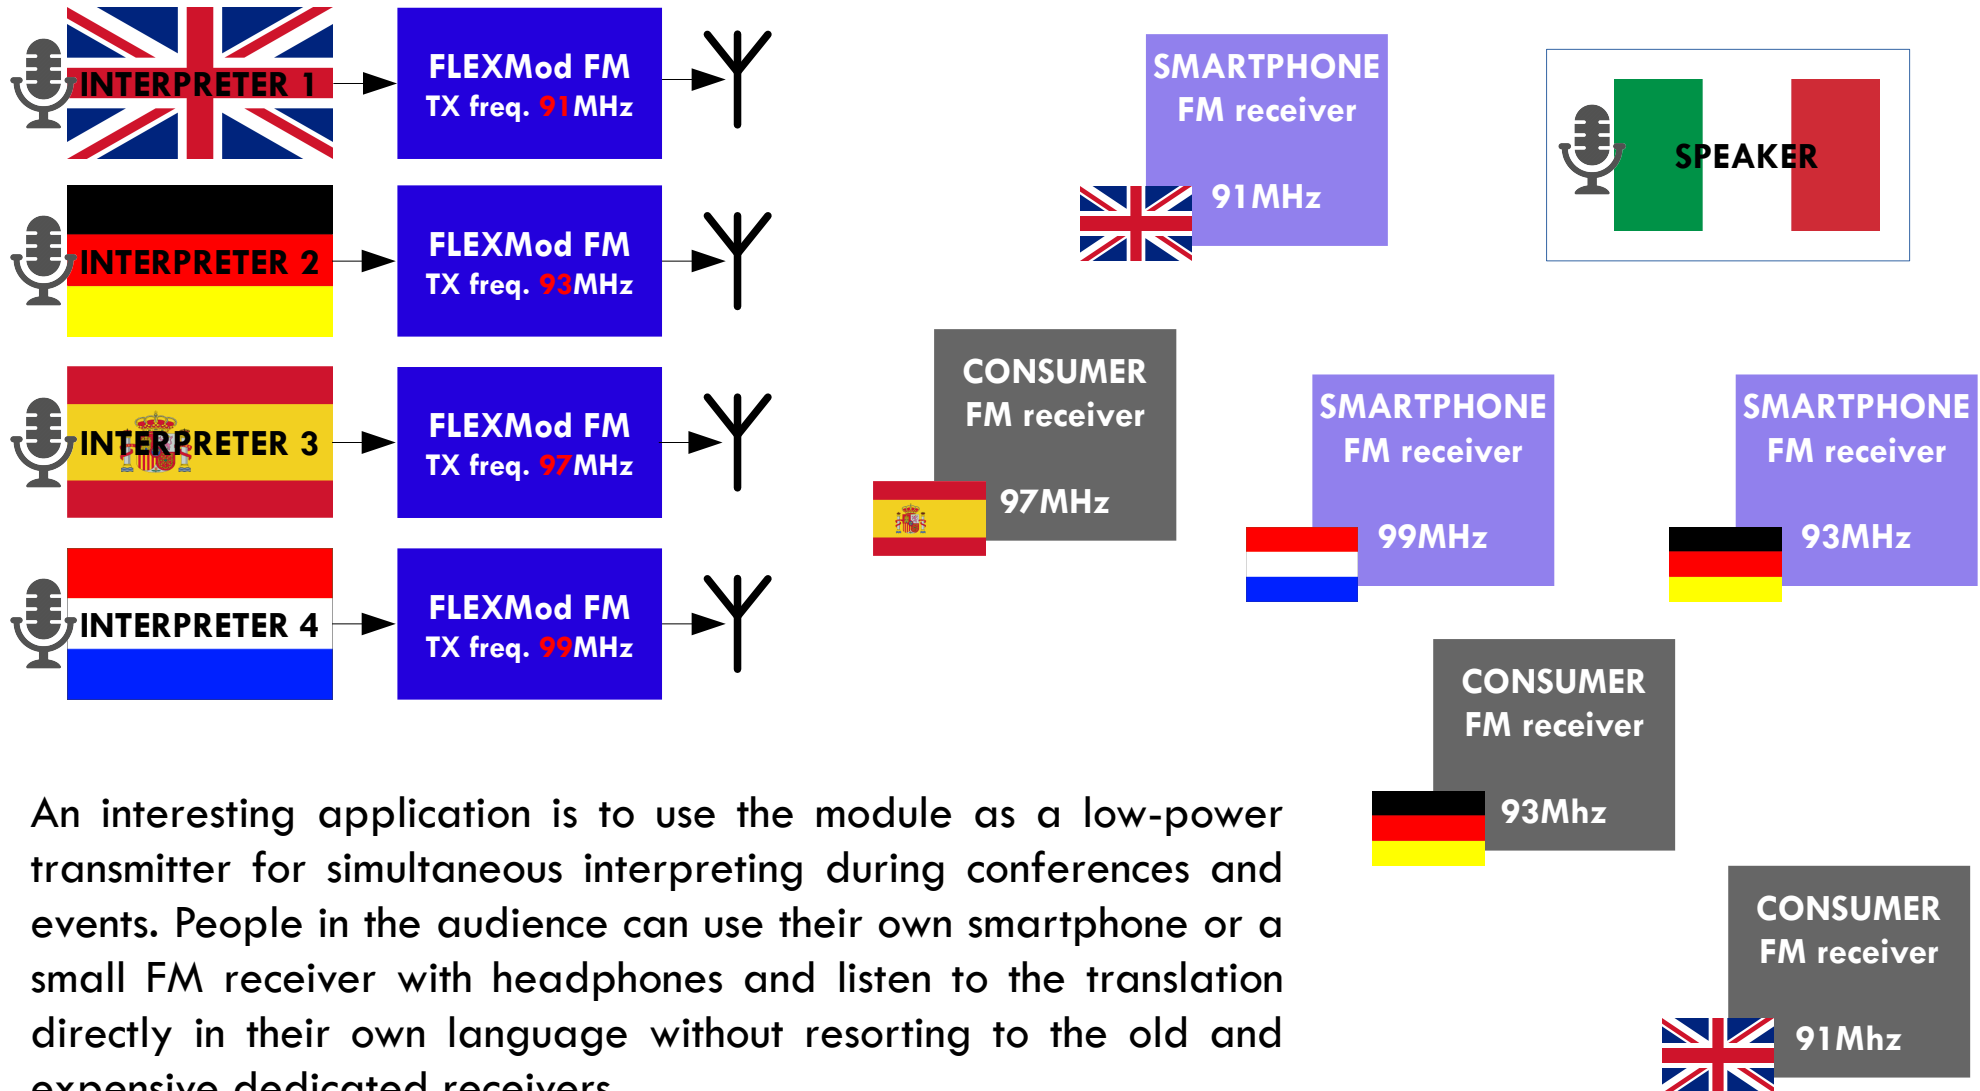 INTERPRETER 1
FLEXMod FM
TX freq. 91MHz
INTERPRETER 2
FLEXMod FM
TX freq. 93MHz
INTERPRETER 3
FLEXMod FM
TX freq. 97MHz
INTERPRETER 4
FLEXMod FM
TX freq. 99MHz
SMARTPHONE
FM receiver
91MHz
SPEAKER
CONSUMER
FM receiver
97MHz
SMARTPHONE
FM receiver
99MHz
SMARTPHONE
FM receiver
93MHz
CONSUMER
FM receiver
93Mhz
CONSUMER
FM receiver
91Mhz
An interesting application is to use the module as a low-power
transmitter for simultaneous interpreting during conferences and
events. People in the audience can use their own smartphone or a
small FM receiver with headphones and listen to the translation
directly in their own language without resorting to the old and
expensive dedicated receivers